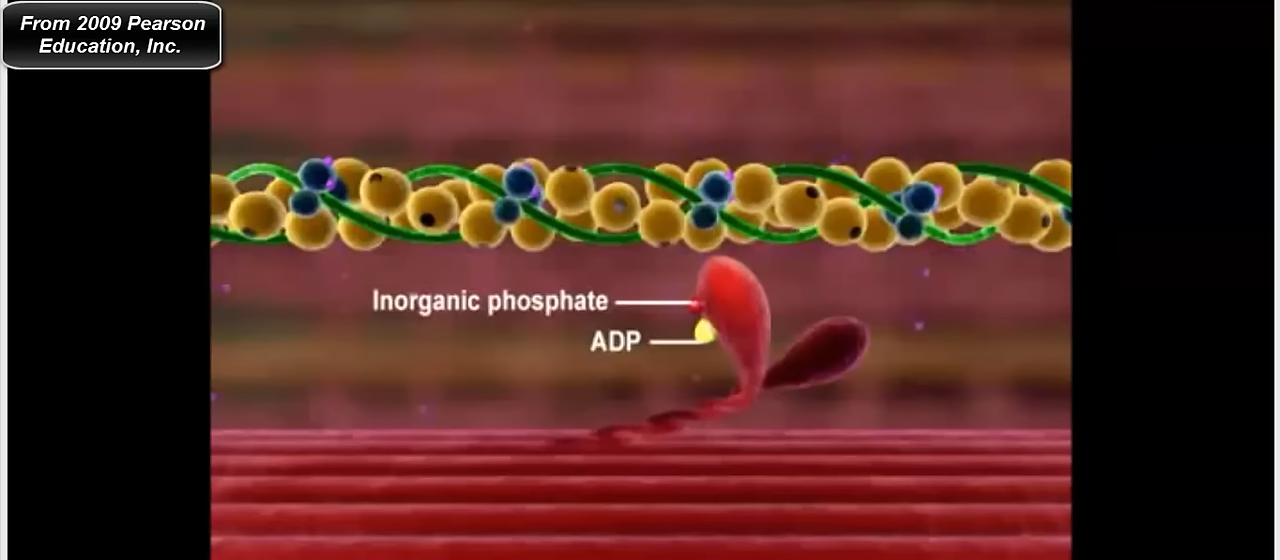 From 2009 Pearson
Education, Inc.
Inorganic phosphate
ADP